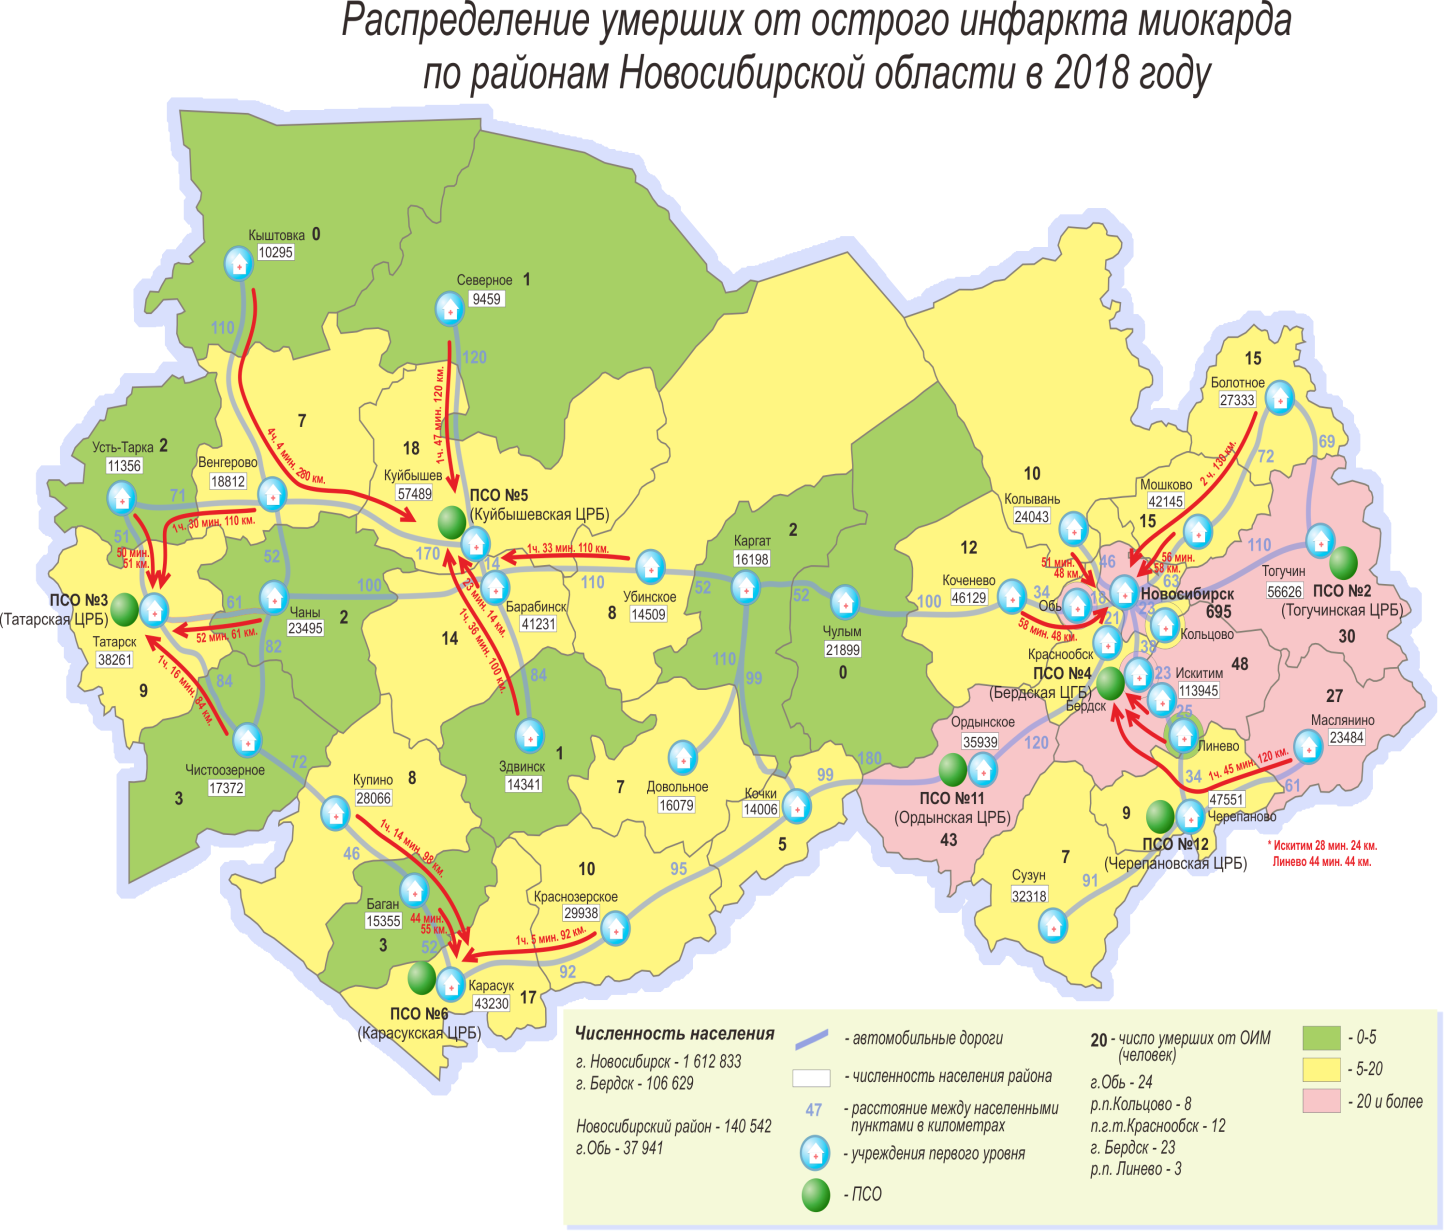 Распределение умерших от острого инфаркта миокарда
по районам Новосибирской области в 2018 году
Кыштовка 0
10295
110
Северное 1
9459
120
1ч. 47 мин. 120 км.
4ч. 4 мин. 280 км.
7
Венгерово
18812
Усть-Тарка 2
11356
71
51
50 мин.
51 км.
1ч. 30 мин. 110 км.
52
18
Куйбышев
57489
ПСО №5
(Куйбышевская ЦРБ)
170
14
23 мин. 14 км.
1ч. 33 мин. 110 км.
110
Барабинск
41231
14
1ч. 36 мин. 100 км.
84
Убинское
14509
8
52
ПСО №3
(Татарская ЦРБ)
Татарск
38261
9
61
52 мин. 61 км.
100
Чаны
23495
2
82
84
1ч. 16 мин. 84 км.
Чистоозерное
17372
3
72
Каргат
16198
2
52
110
99
Чулым
21899
0
100
10
Колывань
24043
12
Коченево
46129
34
58 мин. 48 км.
51 мин.
48 км.
46
Обь
18
21
Новосибирск
695
23
Кольцово
15
Болотное
27333
69
72
2 ч. 130 км.
Мошково
42145
15
56 мин.
58 км.
63
110
Тогучин
56626
ПСО №2
(Тогучинская ЦРБ)
30
Краснообск
38
ПСО №4
(Бердская ЦГБ)
Бердск
23
Искитим
113945
48
25
Линево
34
27
Маслянино
23484
1ч. 45 мин. 120 км.
61
47551
Черепаново
9
ПСО №12
(Черепановская ЦРБ)
* Искитим 28 мин. 24 км.
Линево 44 мин. 44 км.
Ордынское
35939
120
180
ПСО №11
(Ордынская ЦРБ)
43
7
Сузун
32318
91
Здвинск
14341
1
Довольное
16079
7
Кочки
14006
99
5
95
Купино
28066
8
1ч. 14 мин. 98 км.
46
Баган
15355
3
44 мин.
55 км.
52
10
Краснозерское
29938
1ч. 5 мин. 92 км.
92
Карасук
43230
17
ПСО №6
(Карасукская ЦРБ)
Численность населения
г. Новосибирск - 1 612 833
г. Бердск - 106 629
Новосибирский район - 140 542
г.Обь - 37 941
- автомобильные дороги
- численность населения района
47 - расстояние между населенными
пунктами в километрах
- учреждения первого уровня
- ПСО
20 - число умерших от ОИМ
(человек)
г.Обь - 24
р.п.Кольцово - 8
п.г.т.Краснообск - 12
г. Бердск - 23
р.п. Линево - 3
- 0-5
- 5-20
- 20 и более